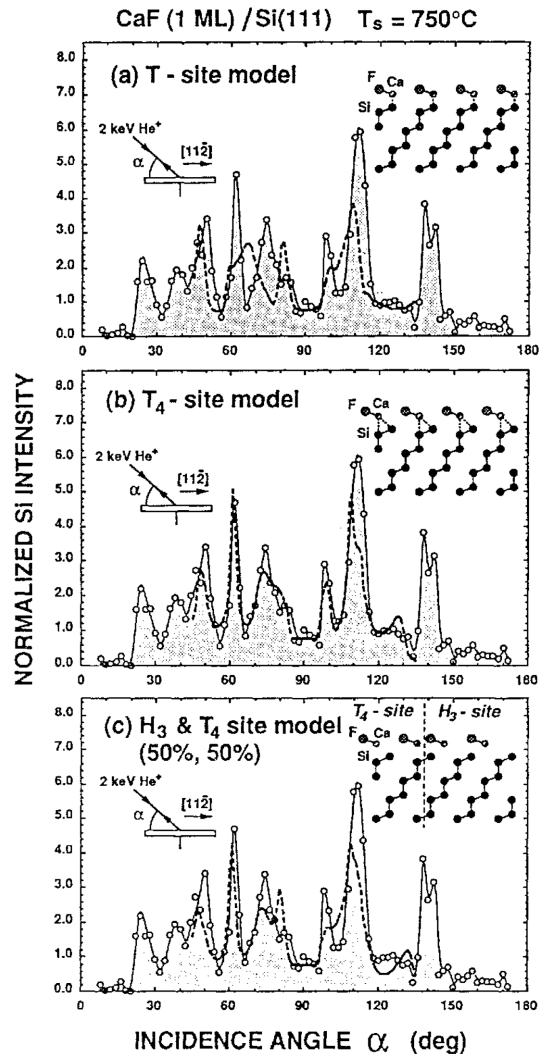 CaF (1 ML) /Si(111) Ts = 750°C
8.0
7.0
6.0
5.0
4.0
3.0
2.0
1.0
0.0
(a) T - site model
2 keV He+
α
[112̄]
F Ca
Si
0 30 60 90 120 150 180
8.0
7.0
6.0
5.0
4.0
3.0
2.0
1.0
0.0
(b) T4 - site model
2 keV He+
α
[112̄]
F Ca
Si
0 30 60 90 120 150 180
8.0
7.0
6.0
5.0
4.0
3.0
2.0
1.0
0.0
(c) H3 & T4 site model
(50%, 50%)
2 keV He+
α
[112̄]
T4 - site H3 - site
F Ca
Si
0 30 60 90 120 150 180
NORMALIZED Si INTENSITY
INCIDENCE ANGLE α (deg)